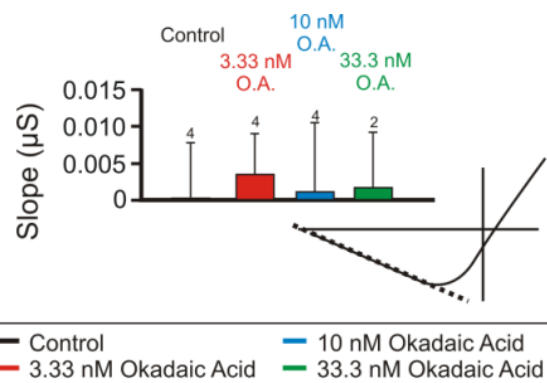 Control
10 nM
O.A.
3.33 nM
O.A.
33.3 nM
O.A.
Slope (µS)
0.015
0.010
0.005
0
4
4
4
2
Control
3.33 nM Okadaic Acid
10 nM Okadaic Acid
33.3 nM Okadaic Acid